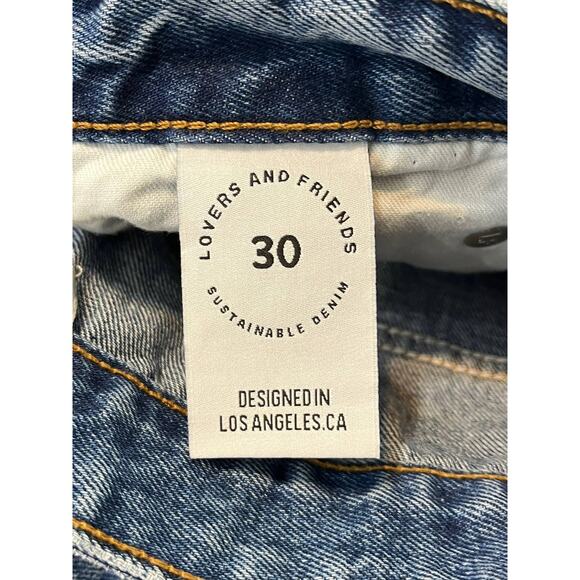 LOVERS AND FRIENDS
30
SUSTAINABLE DENIM
DESIGNED IN
LOS ANGELES.CA